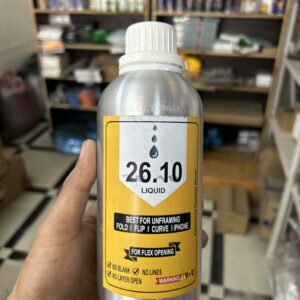 26.10
LIQUID
BEST FOR UNFRAMING
FOLD | FLIP | CURVE | IPHONE
FOR FLEX OPENING
NO BLANK NO LINES
NO LAYER OPEN
WARNING